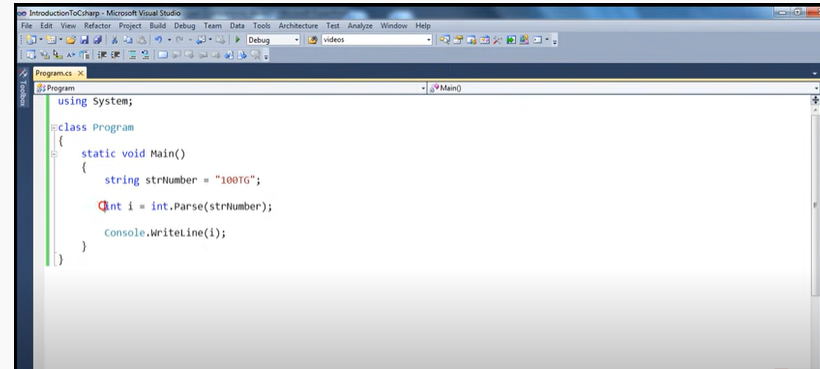 IntroductionToCsharp - Microsoft Visual Studio
File Edit View Refactor Project Build Debug Team Data Tools Architecture Test Analyze Window Help
Debug videos
Program.cs
Toolbox
Program Main()
using System;
class Program
{
static void Main()
{
string strNumber = "100TG";
int i = int.Parse(strNumber);
Console.WriteLine(i);
}
}